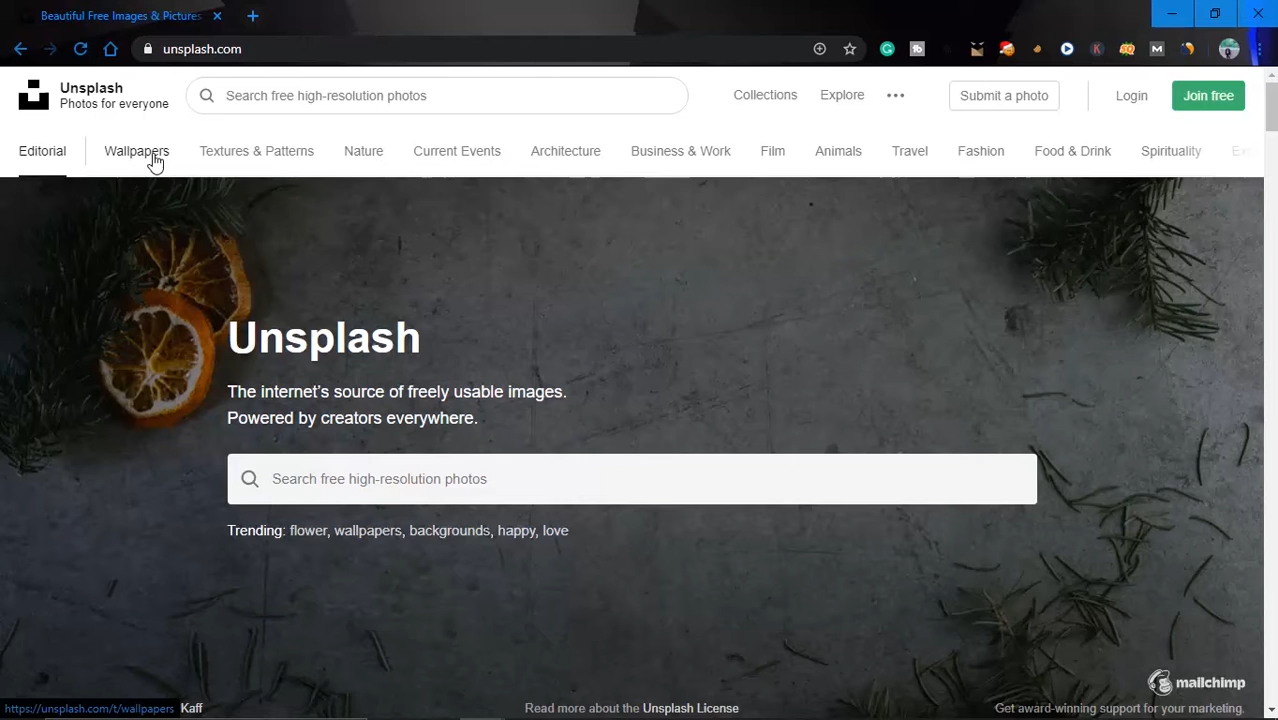 Beautiful Free Images & Pictures
unsplash.com
Unsplash
Photos for everyone
Search free high-resolution photos
Collections
Explore
Submit a photo
Login
Join free
Editorial
Wallpapers
Textures & Patterns
Nature
Current Events
Architecture
Business & Work
Film
Animals
Travel
Fashion
Food & Drink
Spirituality
Unsplash
The internet's source of freely usable images.
Powered by creators everywhere.
Search free high-resolution photos
Trending: flower, wallpapers, backgrounds, happy, love
mailchimp
https://unsplash.com/t/wallpapers
Kaff
Read more about the Unsplash License
Get award-winning support for your marketing.